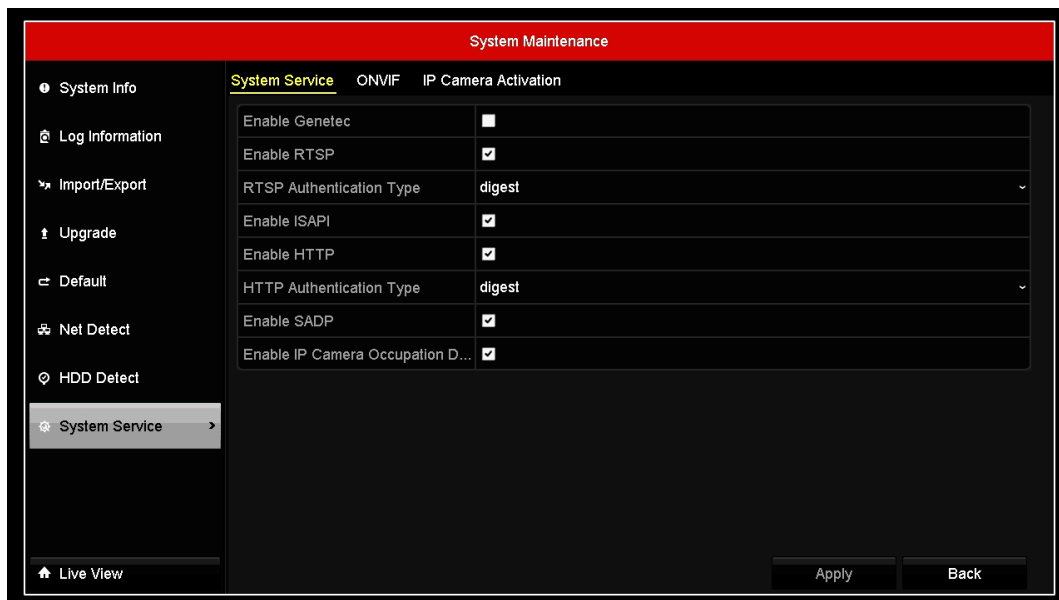 System Maintenance
System Info
Log Information
Import/Export
Upgrade
Default
Net Detect
HDD Detect
System Service
Live View
System Service ONVIF IP Camera Activation
Enable Genetec
Enable RTSP
RTSP Authentication Type digest
Enable ISAPI
Enable HTTP
HTTP Authentication Type digest
Enable SADP
Enable IP Camera Occupation D...
Apply Back